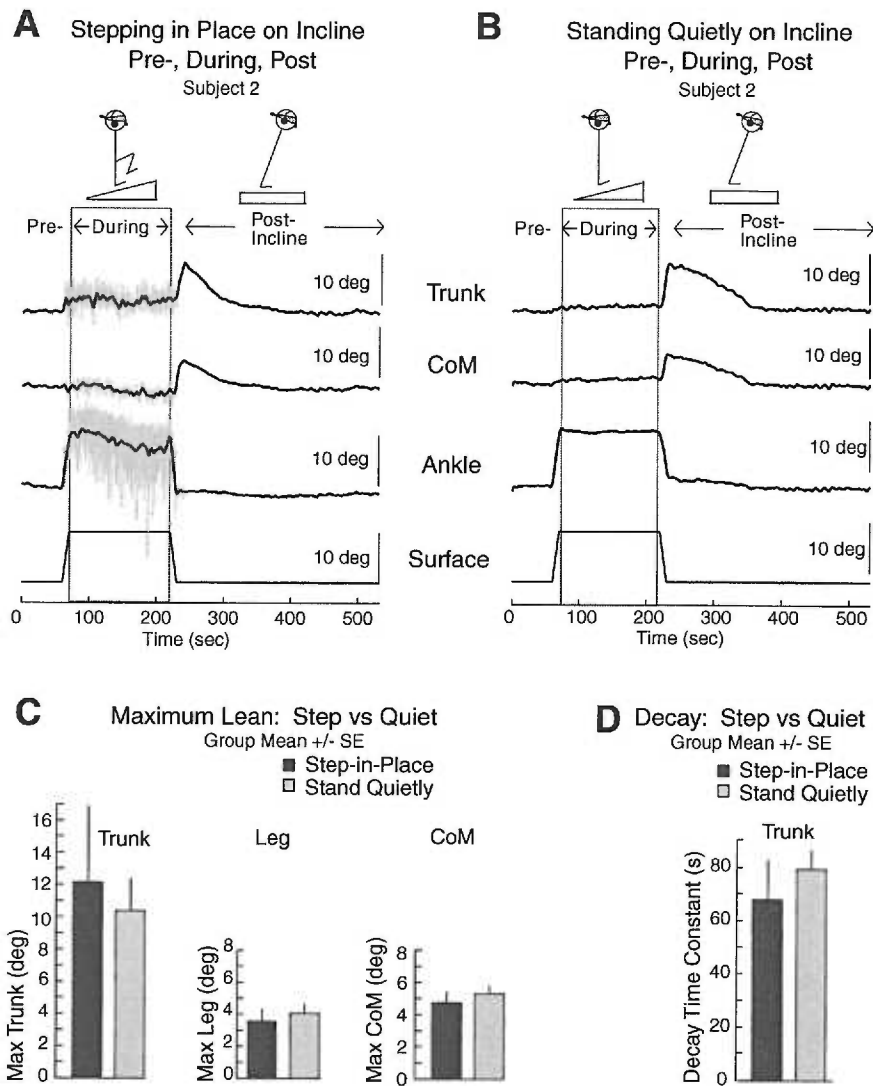 A
Stepping in Place on Incline
Pre-, During, Post
Subject 2
Pre-
During
Post-
Incline
10 deg
10 deg
10 deg
10 deg
0 100 200 300 400 500
Time (sec)
Trunk
CoM
Ankle
Surface
B
Standing Quietly on Incline
Pre-, During, Post
Subject 2
Pre-
During
Post-
Incline
10 deg
10 deg
10 deg
10 deg
0 100 200 300 400 500
Time (sec)
C
Maximum Lean: Step vs Quiet
Group Mean +/- SE
Step-in-Place
Stand Quietly
Trunk
Max Trunk (deg)
16
14
12
10
8
6
4
2
0
Leg
Max Leg (deg)
8
6
4
2
0
CoM
Max CoM (deg)
8
6
4
2
0
D
Decay: Step vs Quiet
Group Mean +/- SE
Step-in-Place
Stand Quietly
Trunk
Decay Time Constant (s)
80
60
40
20
0